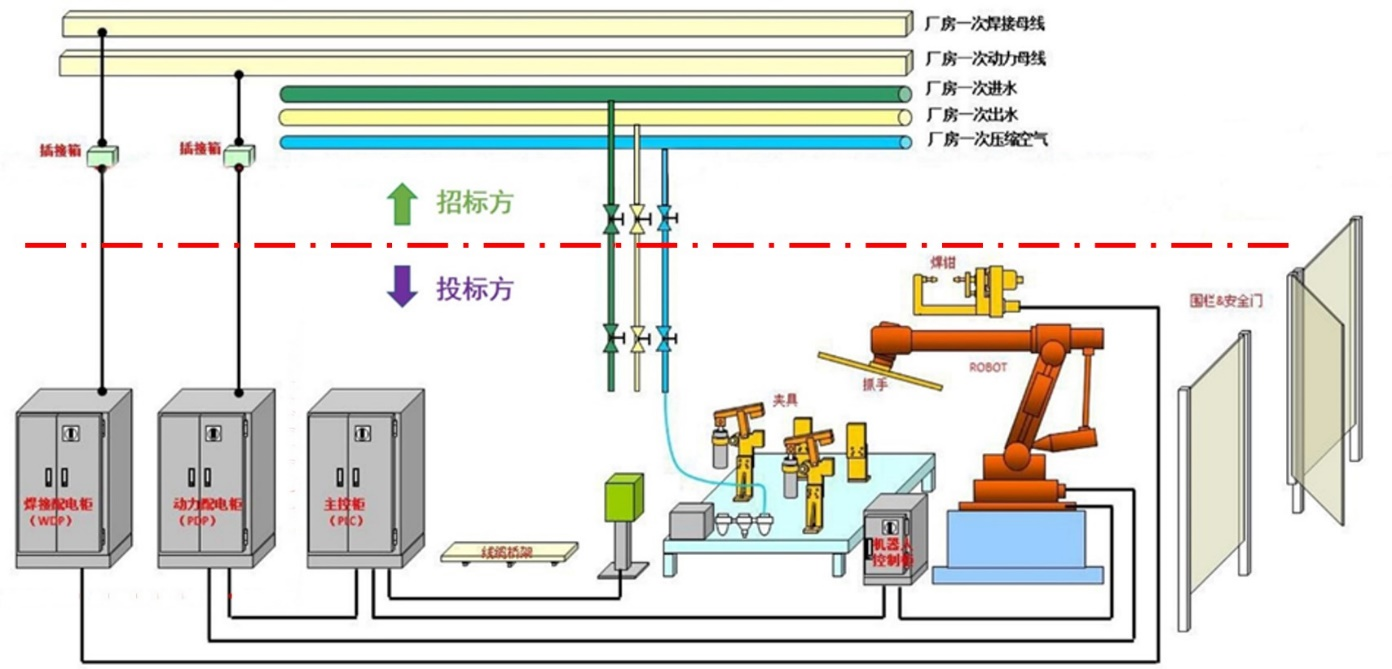 厂房一次焊接母线
厂房一次动力母线
厂房一次进水
厂房一次出水
厂房一次压缩空气
插接箱
插接箱
招标方
投标方
焊钳
围栏&安全门
ROBOT
抓手
夹具
焊接配电柜
(WDP)
动力配电柜
(PDP)
主控柜
(PLC)
线缆桥架
机器人
控制柜